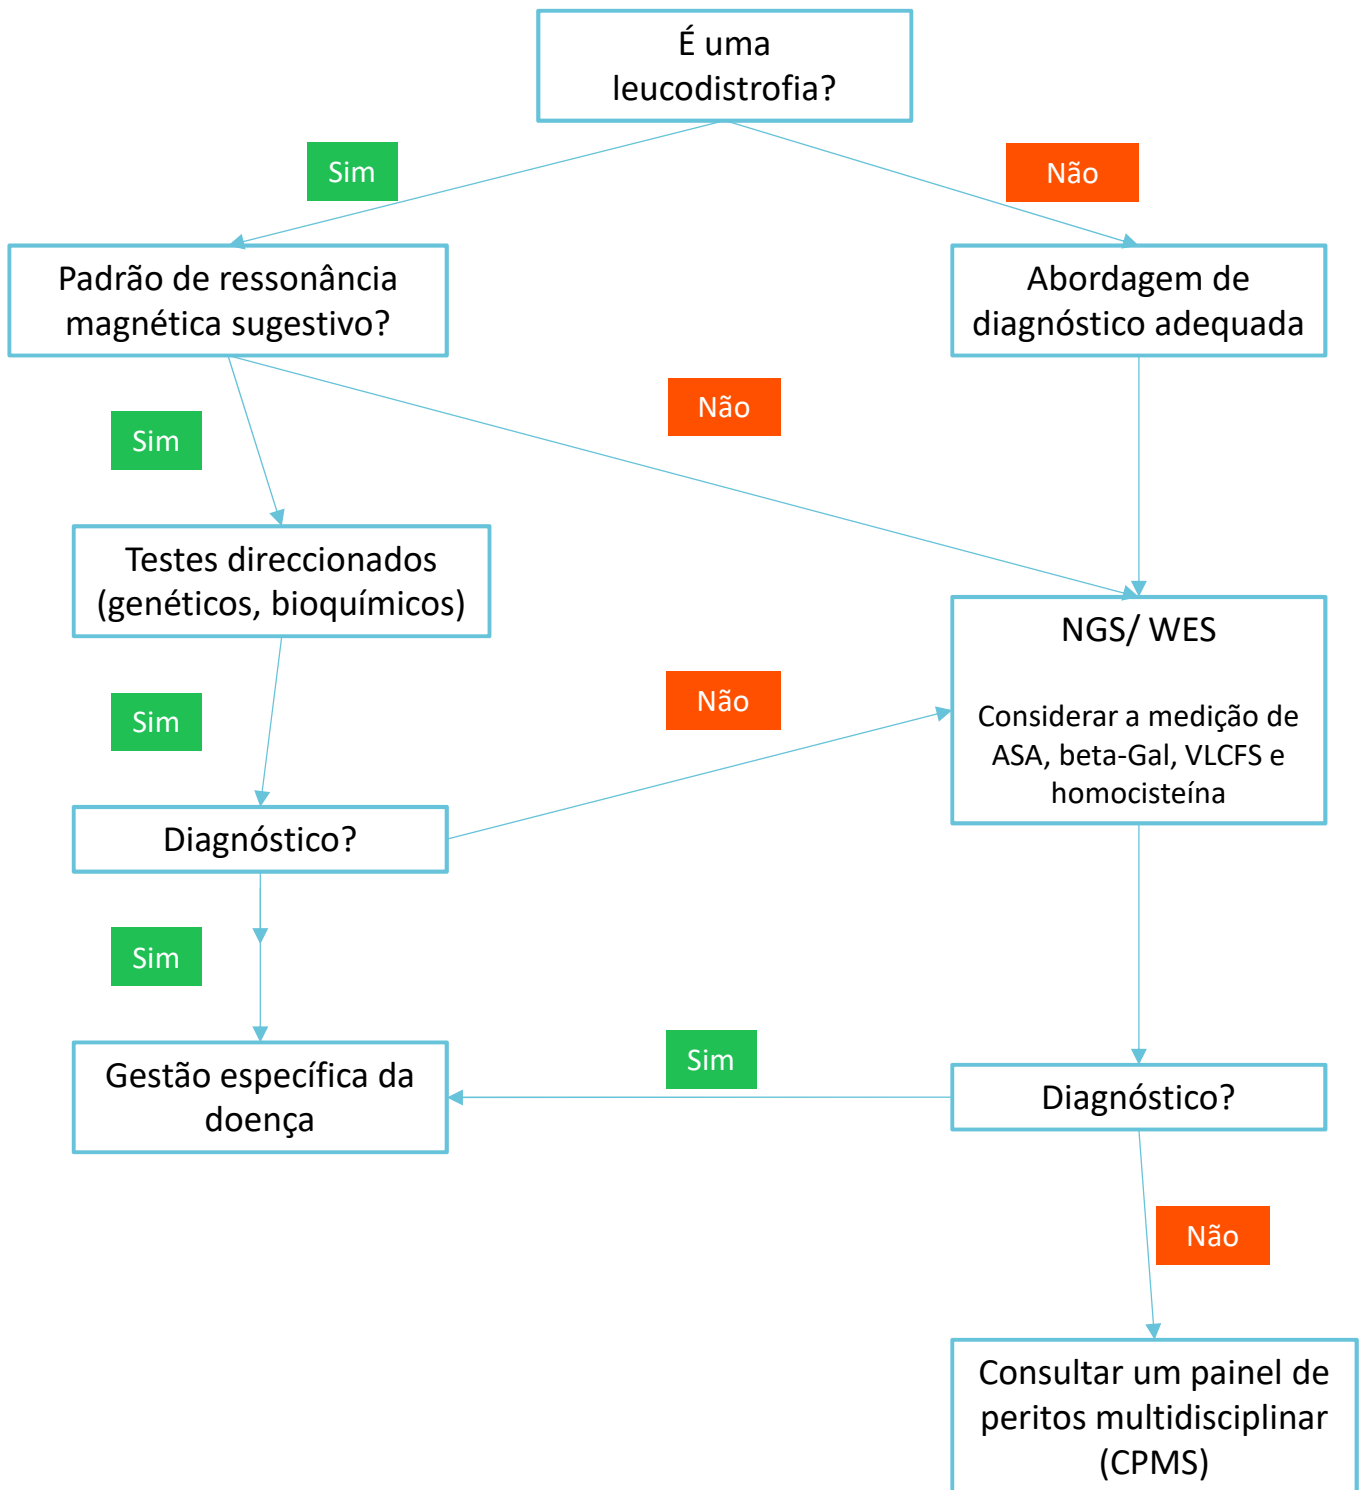 É uma
leucodistrofia?
Sim
Não
Padrão de ressonância
magnética sugestivo?
Abordagem de
diagnóstico adequada
Sim
Não
Testes direccionados
(genéticos, bioquímicos)
NGS/ WES
Considerar a medição de
ASA, beta-Gal, VLCFS e
homocisteína
Sim
Não
Diagnóstico?
Sim
Gestão específica da
doença
Sim
Diagnóstico?
Não
Consultar um painel de
peritos multidisciplinar
(CPMS)